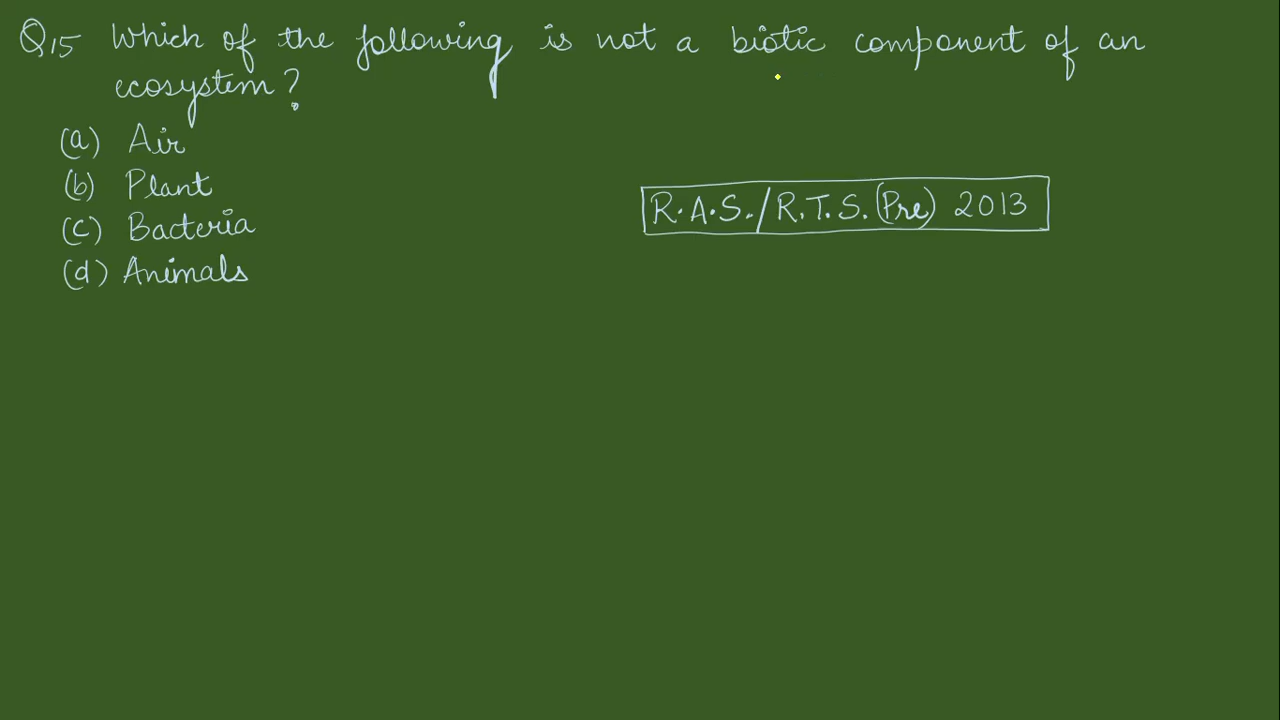 Q15 Which of the following is not a biotic component of an
ecosystem?
(a) Air
(b) Plant
R.A.S./R.T.S.(Pre) 2013
(c) Bacteria
(d) Animals